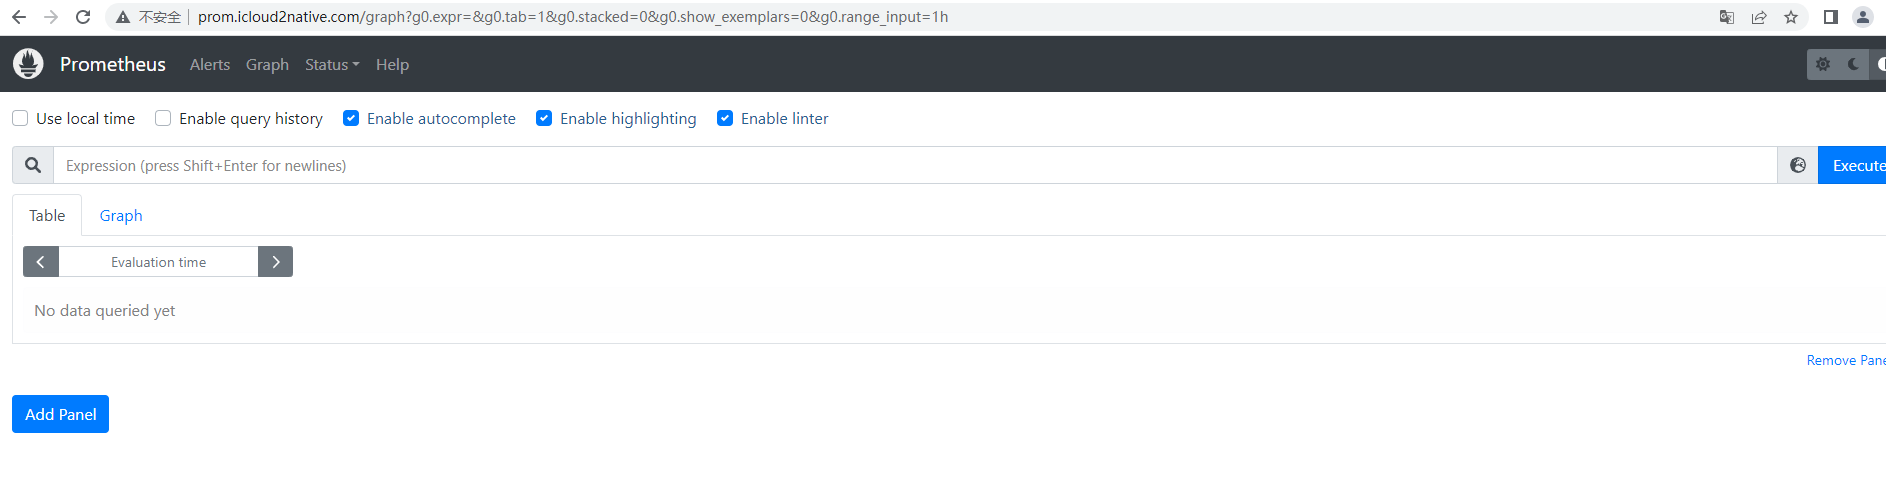 不安全 prom.icloud2native.com/graph?g0.expr=&g0.tab=1&g0.stacked=0&g0.show_exemplars=0&g0.range_input=1h
Prometheus Alerts Graph Status Help
Use local time Enable query history Enable autocomplete Enable highlighting Enable linter
Expression (press Shift+Enter for newlines) Execute
Table Graph
Evaluation time
No data queried yet
Remove Pane
Add Panel